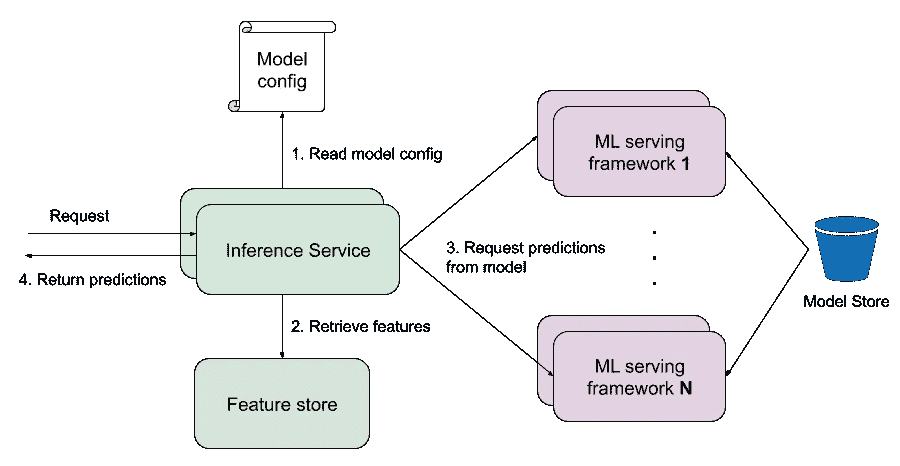 Model
config
1. Read model config
ML serving
framework 1
Request
Inference Service
3. Request predictions
from model
4. Return predictions
Model Store
2. Retrieve features
ML serving
framework N
Feature store